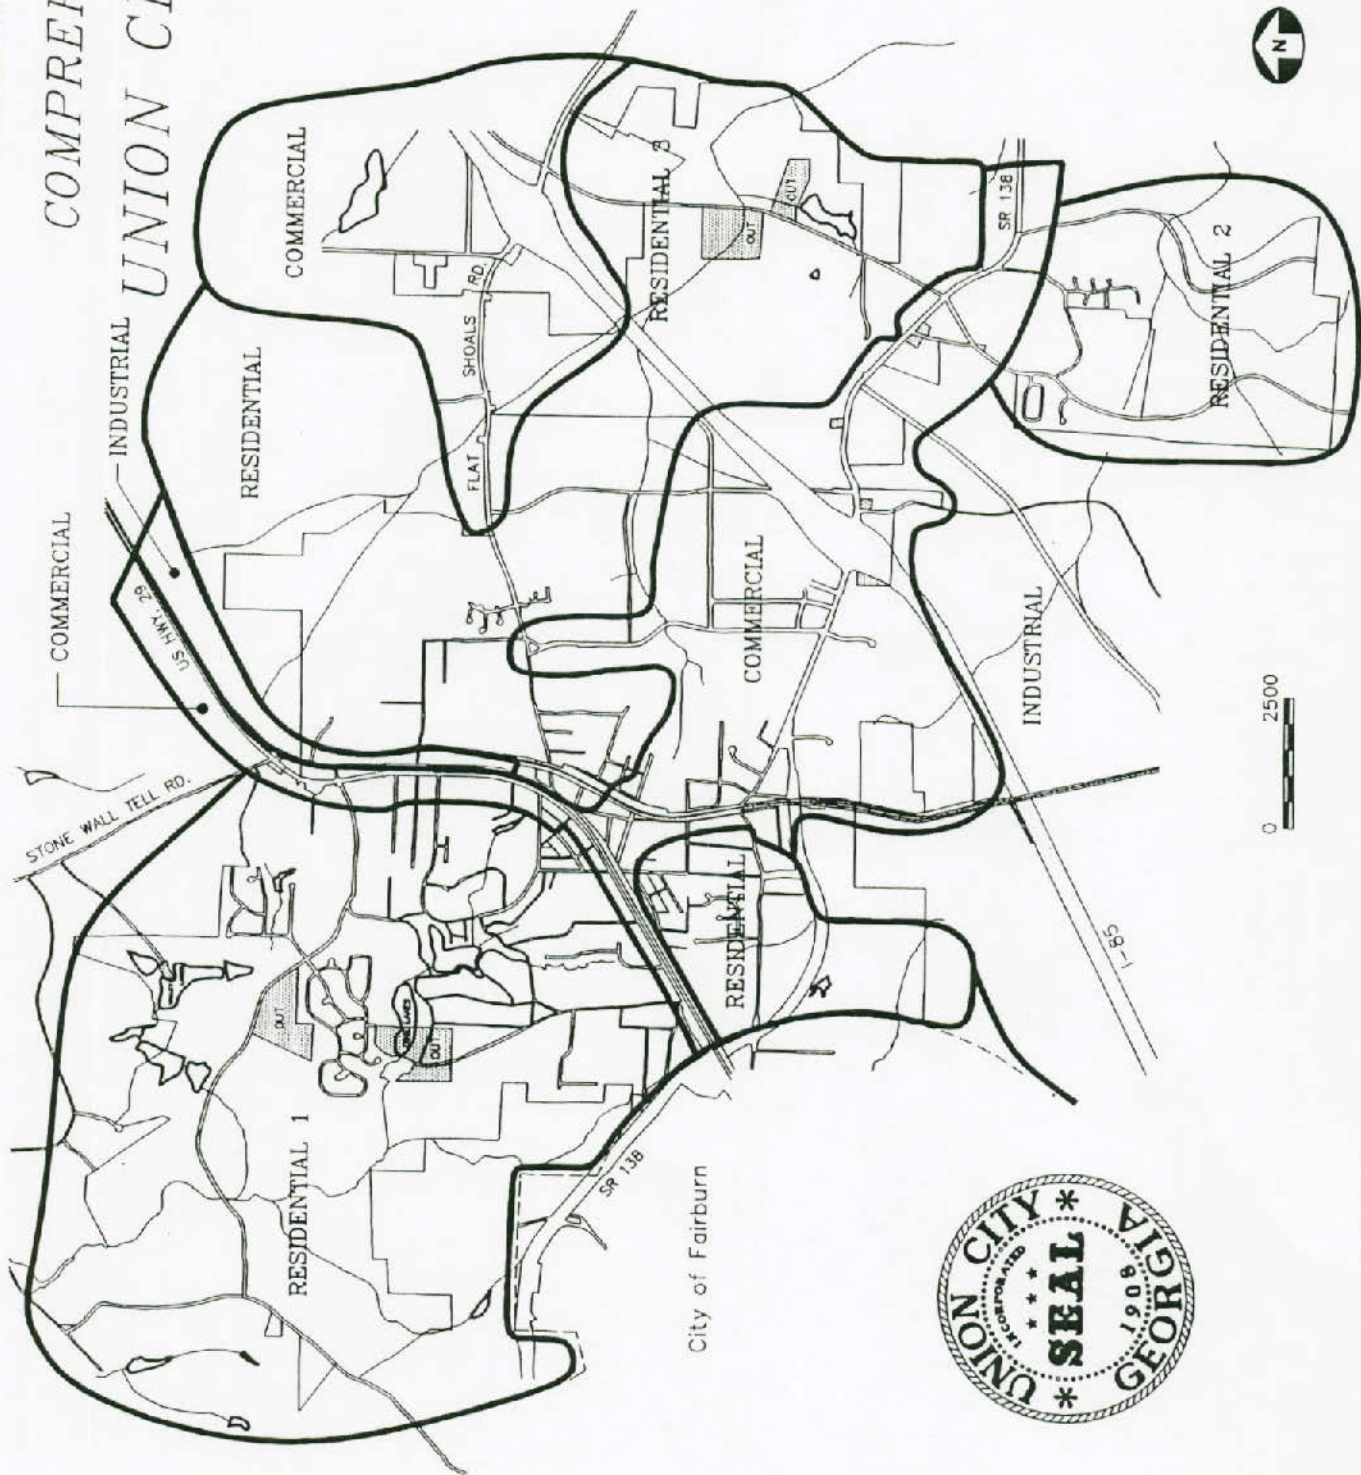 COMPREH
UNION CI
INDUSTRIAL
COMMERCIAL
COMMERCIAL
RESIDENTIAL
SHOALS
RD.
FLAT
RESIDENTIAL 3
OUT
OUT
SR 138
RESIDENTIAL 2
US HWY. 29
STONE WALL TELL RD.
COMMERCIAL
INDUSTRIAL
RESIDENTIAL
I-85
RESIDENTIAL 1
OUT
OUT
SR 138
City of Fairburn
N
0 2500
UNION CITY
INCORPORATED
SEAL
1908
GEORGIA